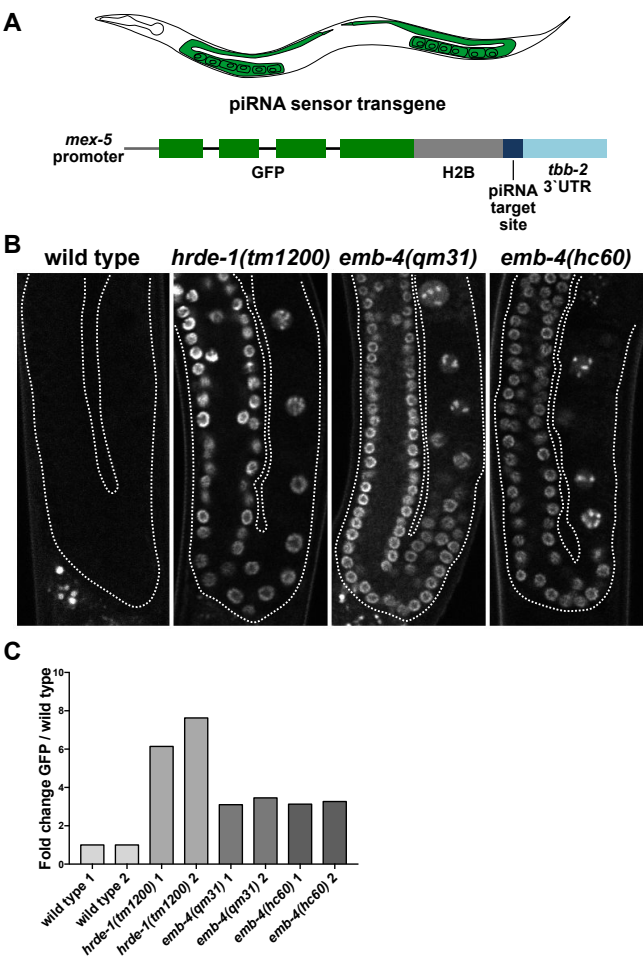 A
piRNA sensor transgene
mex-5
promoter
GFP
H2B
piRNA
target
site
tbb-2
3`UTR
B
wild type
hrde-1(tm1200)
emb-4(qm31)
emb-4(hc60)
C
Fold change GFP / wild type
10
8
6
4
2
0
wild type 1
wild type 2
hrde-1(tm1200) 1
hrde-1(tm1200) 2
emb-4(qm31) 1
emb-4(qm31) 2
emb-4(hc60) 1
emb-4(hc60) 2